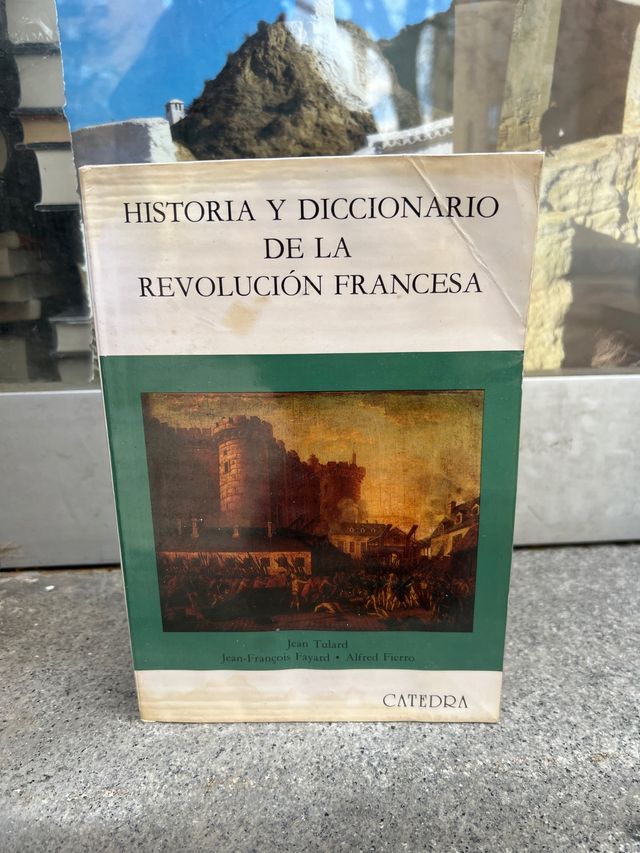 HISTORIA Y DICCIONARIO
DE LA
REVOLUCIÓN FRANCESA
Jean Tulard
Jean-François Fayard • Alfred Fierro
CATEDRA